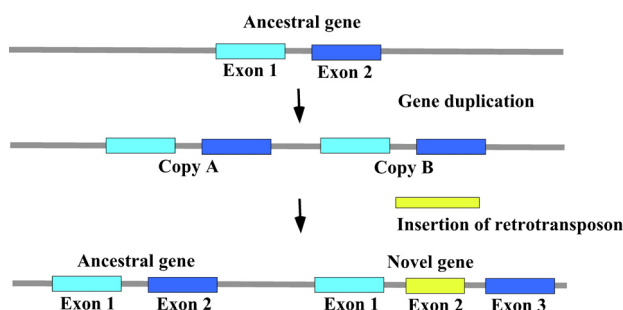 Ancestral gene
Exon 1 Exon 2
Gene duplication
Copy A Copy B
Insertion of retrotransposon
Ancestral gene Novel gene
Exon 1 Exon 2 Exon 1 Exon 2 Exon 3